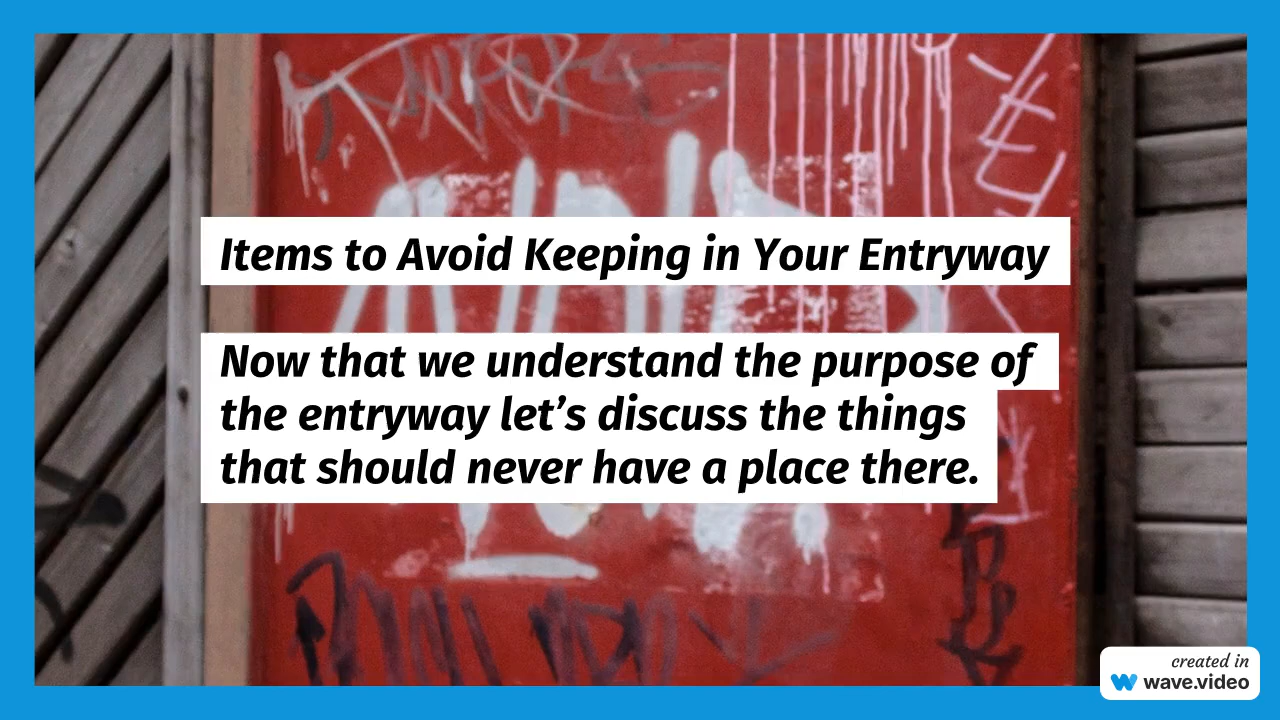 Items to Avoid Keeping in Your Entryway
Now that we understand the purpose of
the entryway let’s discuss the things
that should never have a place there.
created in
wave.video